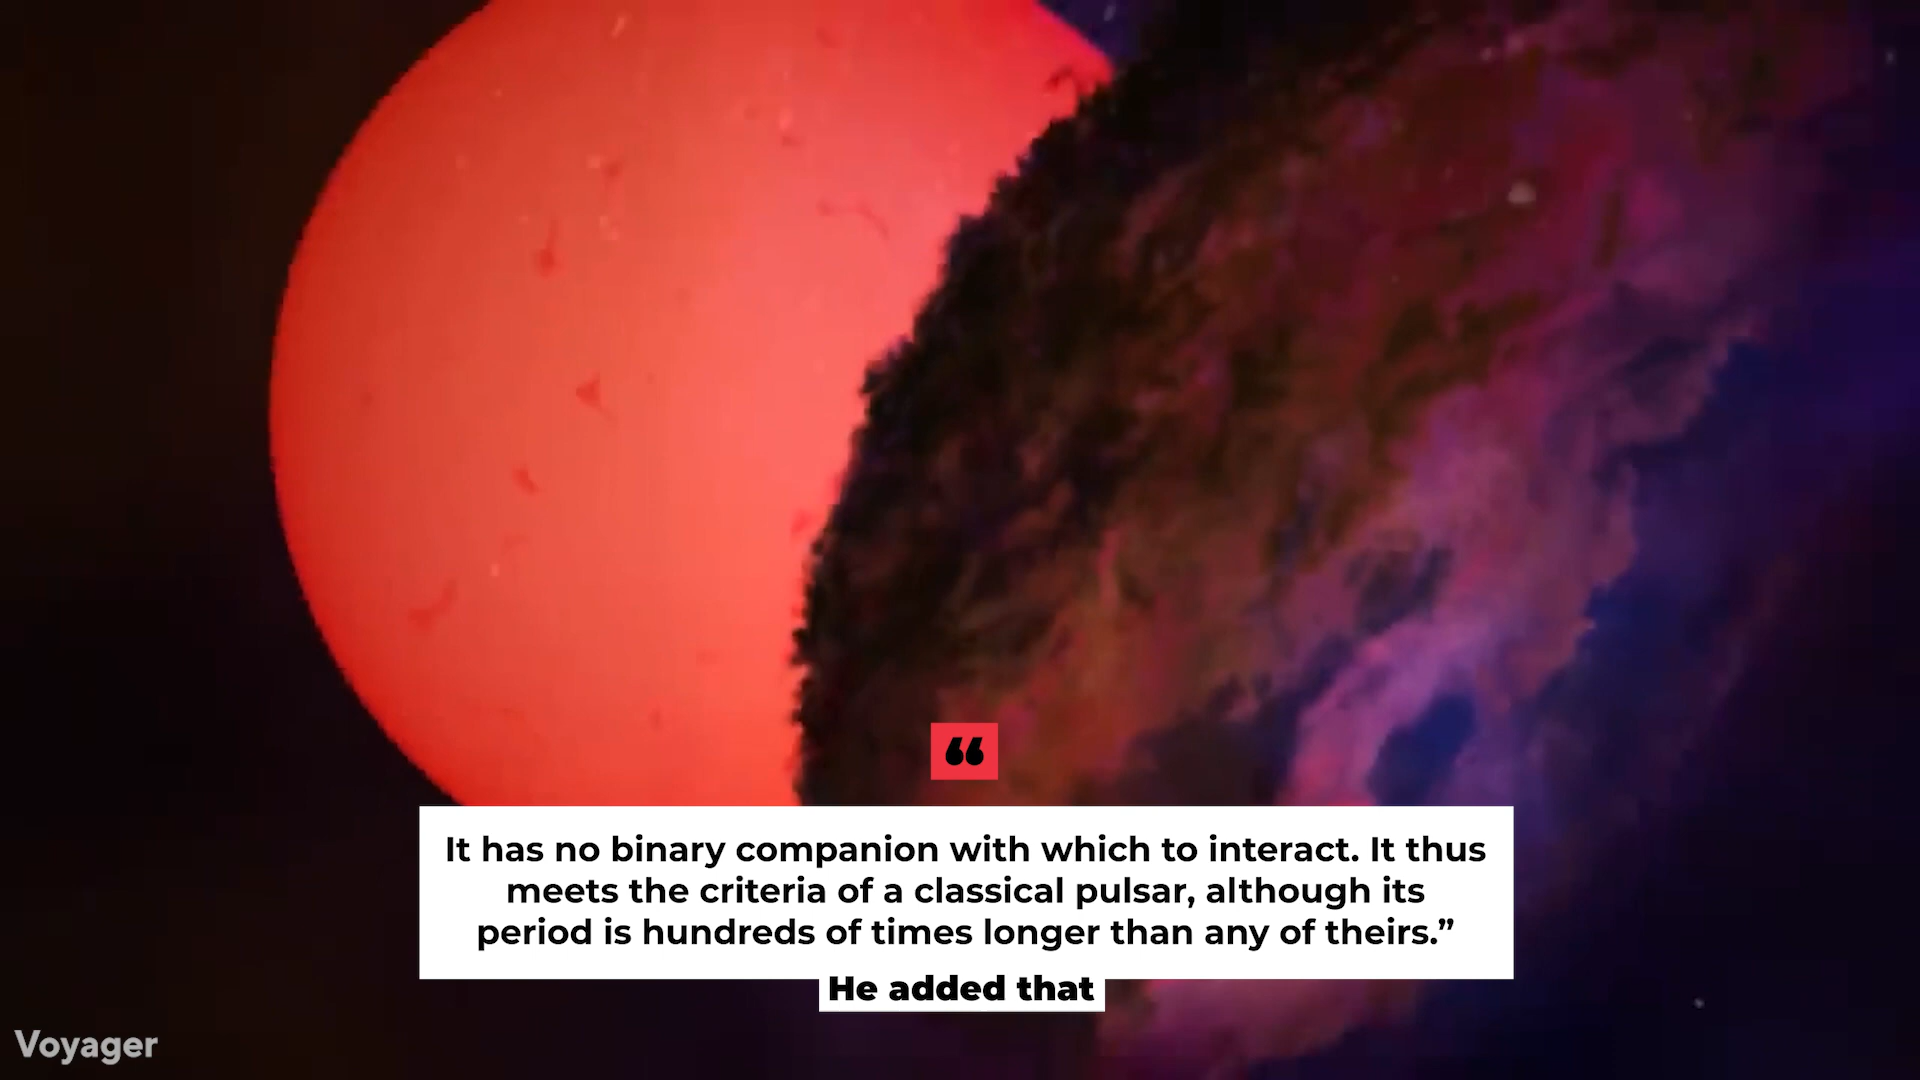 ❝
It has no binary companion with which to interact. It thus
meets the criteria of a classical pulsar, although its
period is hundreds of times longer than any of theirs.”
He added that
Voyager